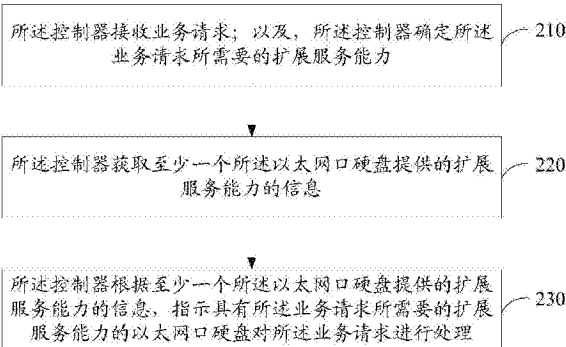 所述控制器接收业务请求；以及，所述控制器确定所述
业务请求所需要的扩展服务能力
210
所述控制器获取至少一个所述以太网口硬盘提供的扩展
服务能力的信息
220
所述控制器根据至少一个所述以太网口硬盘提供的扩展
服务能力的信息，指示具有所述业务请求所需要的扩展
服务能力的以太网口硬盘对所述业务请求进行处理
230